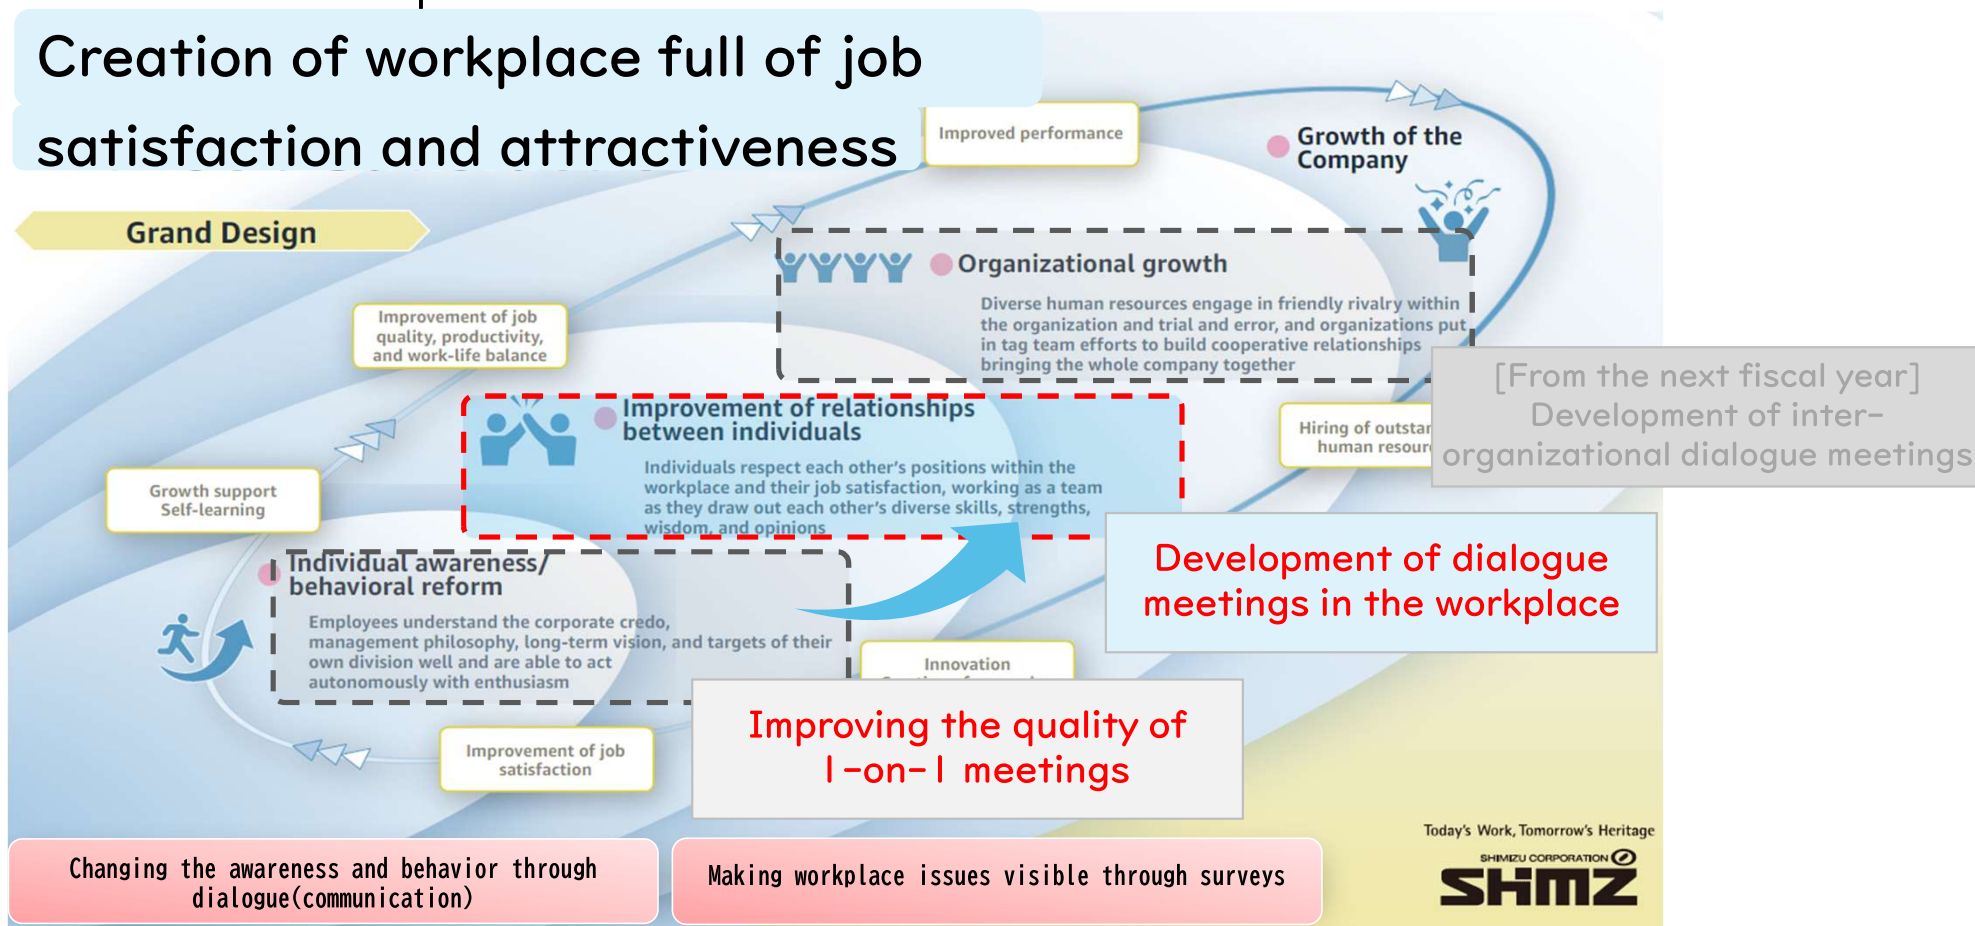 Creation of workplace full of job
satisfaction and attractiveness
Grand Design
Improved performance
Growth of the
Company
Organizational growth
Diverse human resources engage in friendly rivalry within
the organization and trial and error, and organizations put
in tag team efforts to build cooperative relationships
bringing the whole company together
Improvement of job
quality, productivity,
and work-life balance
[From the next fiscal year]
Development of inter-
organizational dialogue meetings
Improvement of relationships
between individuals
Individuals respect each other's positions within the
workplace and their job satisfaction, working as a team
as they draw out each other's diverse skills, strengths,
wisdom, and opinions
Hiring of
human
Growth support
Self-learning
Development of dialogue
meetings in the workplace
Individual awareness/
behavioral reform
Employees understand the corporate credo,
management philosophy, long-term vision, and targets of their
own division well and are able to act
autonomously with enthusiasm
Innovation
Improving the quality of
1-on-1 meetings
Improvement of job
satisfaction
Changing the awareness and behavior through
dialogue(communication)
Making workplace issues visible through surveys
Today's Work, Tomorrow's Heritage
SHIMIZU CORPORATION
SHIMZ